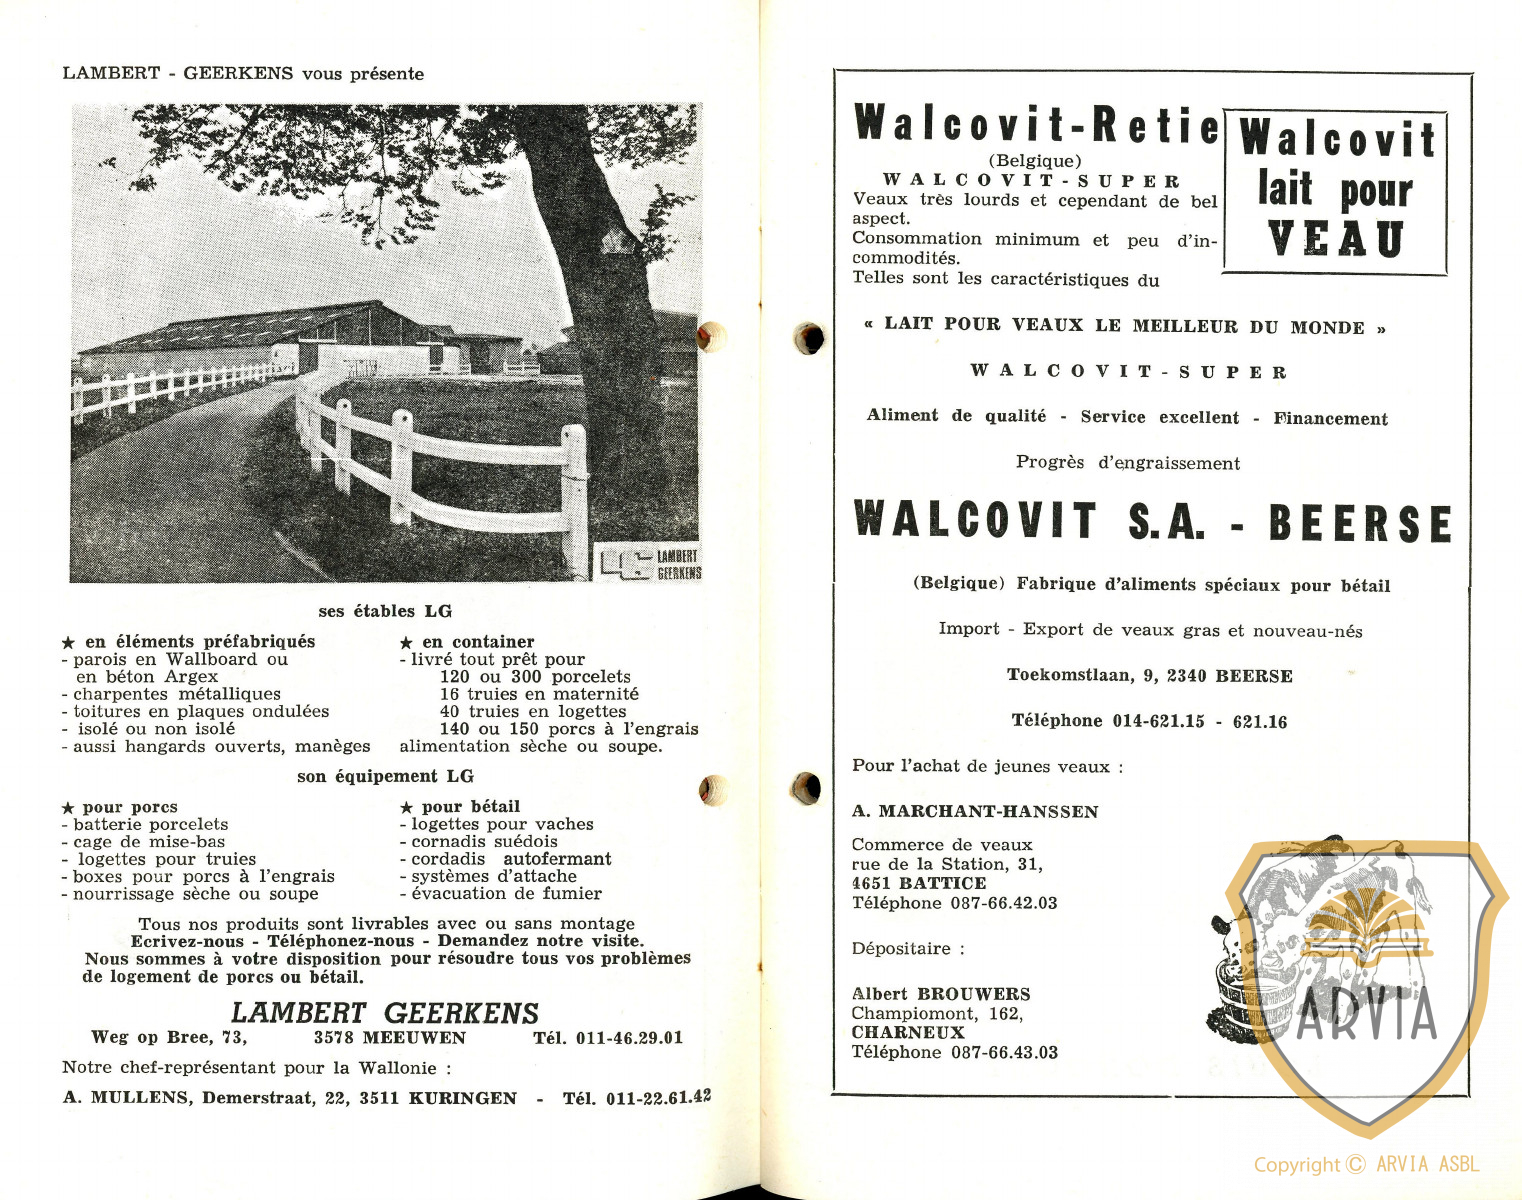 LAMBERT - GEERKENS vous présente
LAMBERT
GEERKENS
ses étables LG
★ en éléments préfabriqués
- parois en Wallboard ou
en béton Argex
- charpentes métalliques
- toitures en plaques ondulées
- isolé ou non isolé
- aussi hangards ouverts, manèges
★ en container
- livré tout prêt pour
120 ou 300 porcelets
16 truies en maternité
40 truies en logettes
140 ou 150 porcs à l'engrais
alimentation sèche ou soupe.
son équipement LG
★ pour porcs
- batterie porcelets
- cage de mise-bas
- logettes pour truies
- boxes pour porcs à l'engrais
- nourrissage sèche ou soupe
★ pour bétail
- logettes pour vaches
- cornadis suédois
- cordadis autofermant
- systèmes d'attache
- évacuation de fumier
Tous nos produits sont livrables avec ou sans montage
Ecrivez-nous - Téléphonez-nous - Demandez notre visite.
Nous sommes à votre disposition pour résoudre tous vos problèmes
de logement de porcs ou bétail.
LAMBERT GEERKENS
Weg op Bree, 73, 3578 MEEUWEN Tél. 011-46.29.01
Notre chef-représentant pour la Wallonie :
A. MULLENS, Demerstraat, 22, 3511 KURINGEN - Tél. 011-22.61.42
Walcovit-Retie
(Belgique)
WALCOVIT-SUPER
Veaux très lourds et cependant de bel
aspect.
Consommation minimum et peu d'in-
commodités.
Telles sont les caractéristiques du
Walcovit
lait pour
VEAU
« LAIT POUR VEAUX LE MEILLEUR DU MONDE »
WALCOVIT-SUPER
Aliment de qualité - Service excellent - Financement
Progrès d'engraissement
WALCOVIT S.A. - BEERSE
(Belgique) Fabrique d'aliments spéciaux pour bétail
Import - Export de veaux gras et nouveau-nés
Toekomstlaan, 9, 2340 BEERSE
Téléphone 014-621.15 - 621.16
Pour l'achat de jeunes veaux :
A. MARCHANT-HANSSEN
Commerce de veaux
rue de la Station, 31,
4651 BATTICE
Téléphone 087-66.42.03
Dépositaire :
Albert BROUWERS
Champiomont, 162,
CHARNEUX
Téléphone 087-66.43.03
ARVIA
Copyright © ARVIA ASBL